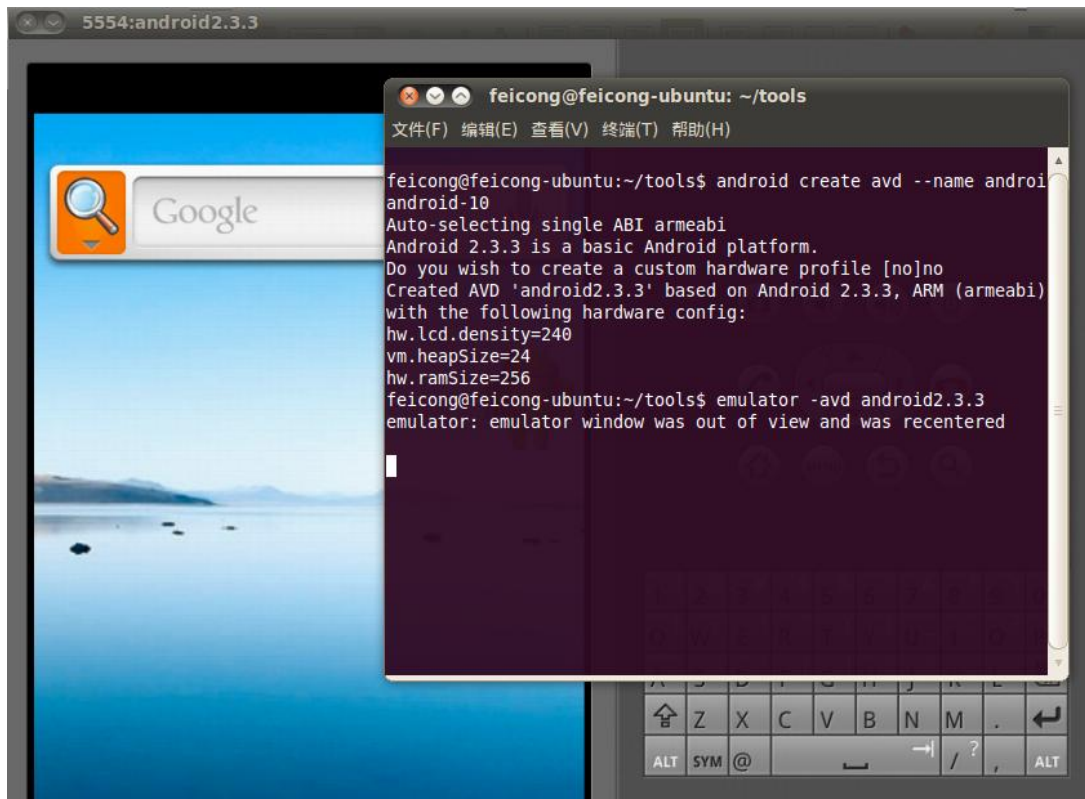 5554:android2.3.3
Google
feicong@feicong-ubuntu: ~/tools
文件(F) 编辑(E) 查看(V) 终端(T) 帮助(H)
feicong@feicong-ubuntu:~/tools$ android create avd --name androi
android-10
Auto-selecting single ABI armeabi
Android 2.3.3 is a basic Android platform.
Do you wish to create a custom hardware profile [no]no
Created AVD 'android2.3.3' based on Android 2.3.3, ARM (armeabi)
with the following hardware config:
hw.lcd.density=240
vm.heapSize=24
hw.ramSize=256
feicong@feicong-ubuntu:~/tools$ emulator -avd android2.3.3
emulator: emulator window was out of view and was recentered
Z X C V B N M .
ALT SYM @ / ? , ALT